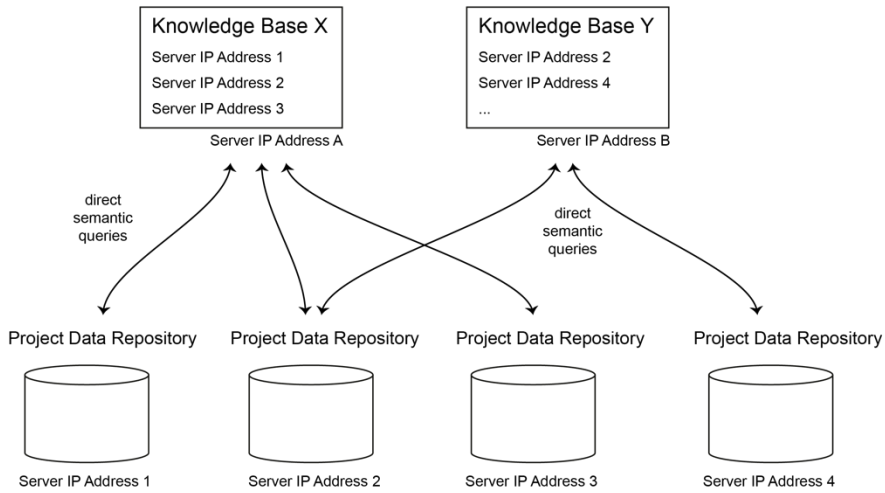 Knowledge Base X
Server IP Address 1
Server IP Address 2
Server IP Address 3
Server IP Address A
Knowledge Base Y
Server IP Address 2
Server IP Address 4
...
Server IP Address B
direct
semantic
queries
direct
semantic
queries
Project Data Repository
Project Data Repository
Project Data Repository
Project Data Repository
Server IP Address 1
Server IP Address 2
Server IP Address 3
Server IP Address 4